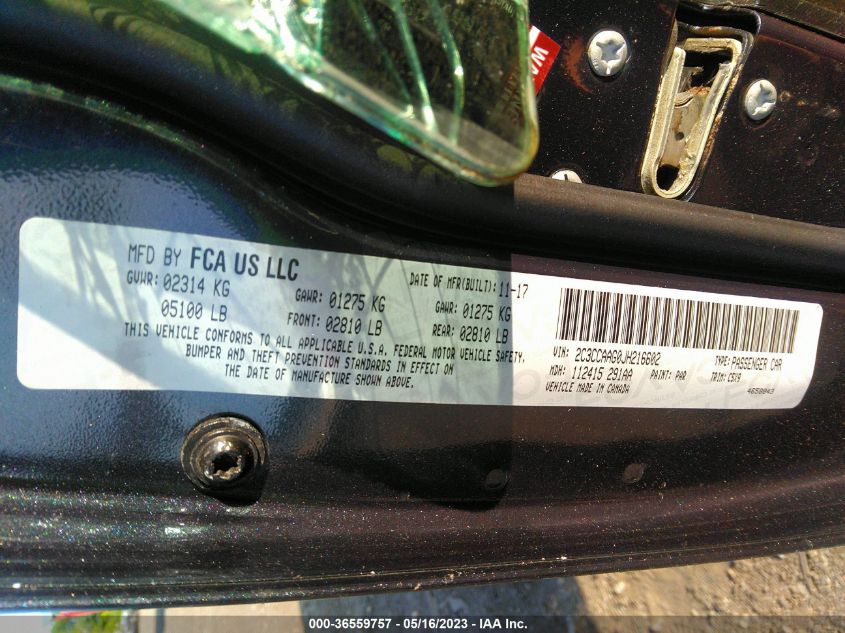 WA
MFD BY FCA US LLC
DATE OF MFR(BUILT): 11-17
GVWR: 02314 KG
GAWR: 01275 KG
GAWR: 01275 KG
05100 LB
FRONT: 02810 LB
REAR: 02810 LB
THIS VEHICLE CONFORMS TO ALL APPLICABLE U.S.A. FEDERAL MOTOR VEHICLE SAFETY,
BUMPER AND THEFT PREVENTION STANDARDS IN EFFECT ON
THE DATE OF MANUFACTURE SHOWN ABOVE.
VIN: 2C3CCAAG0JH216602
TYPE: PASSENGER CAR
MDH: 112415 291AA
PAINT: PAR
TRIM: C5X9
VEHICLE MADE IN CANADA
4650043
000-36559757 - 05/16/2023 - IAA Inc.